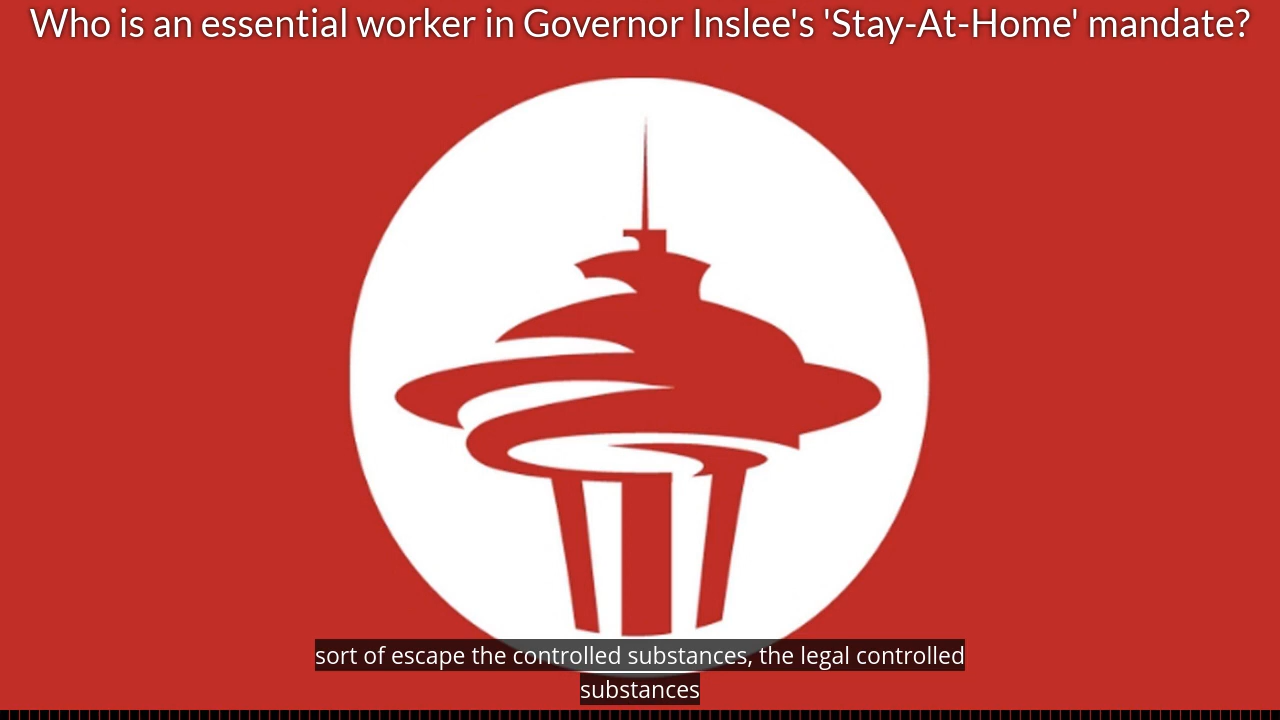 Who is an essential worker in Governor Inslee's 'Stay-At-Home' mandate?
sort of escape the controlled substances, the legal controlled
substances